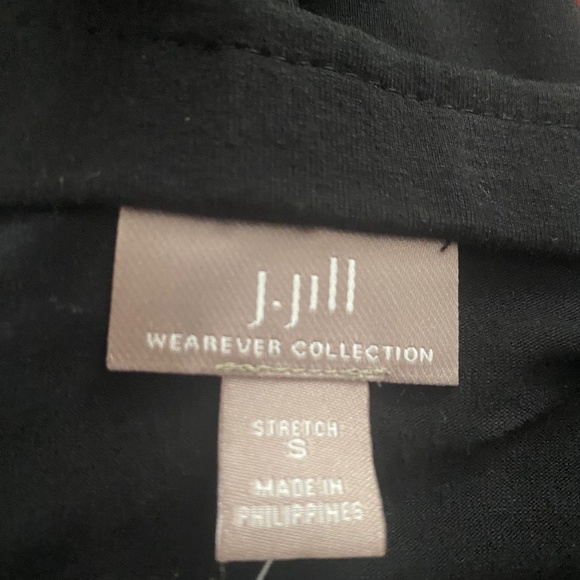 J.Jill
WEAREVER COLLECTION
STRETCH
S
MADE IN
PHILIPPINES